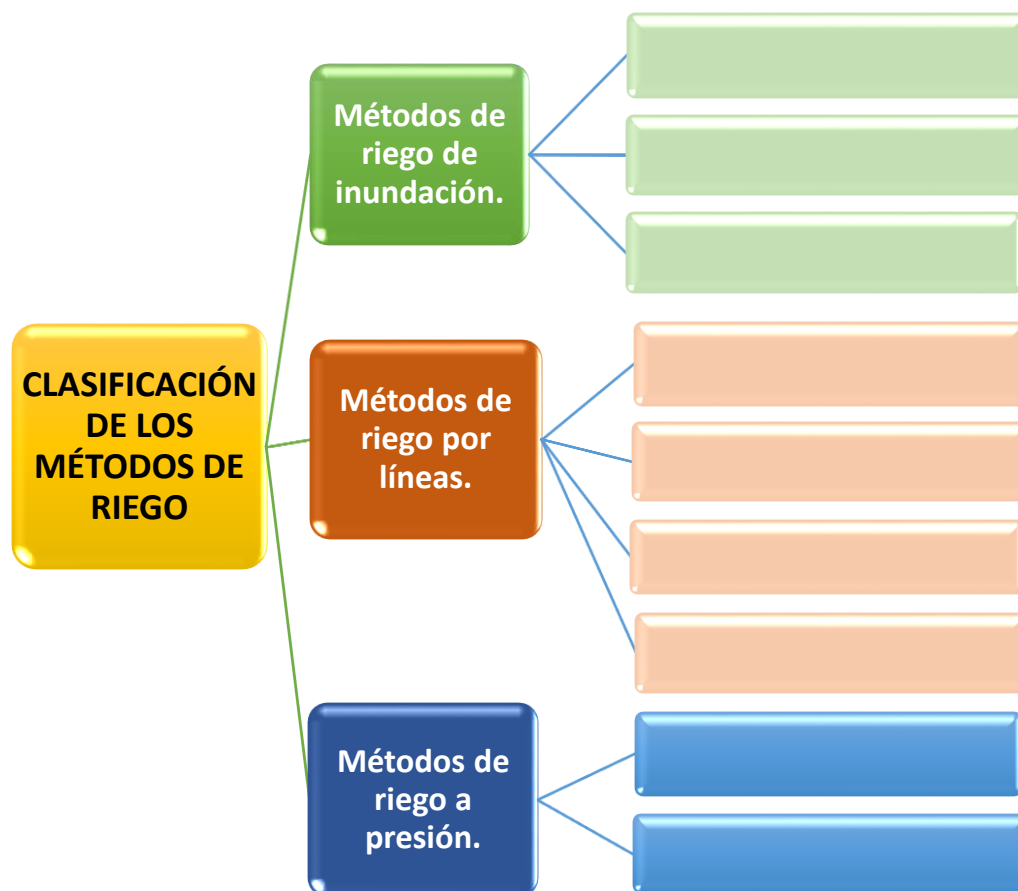 CLASIFICACIÓN
DE LOS
MÉTODOS DE
RIEGO
Métodos de
riego de
inundación.
Métodos de
riego por
líneas.
Métodos de
riego a
presión.